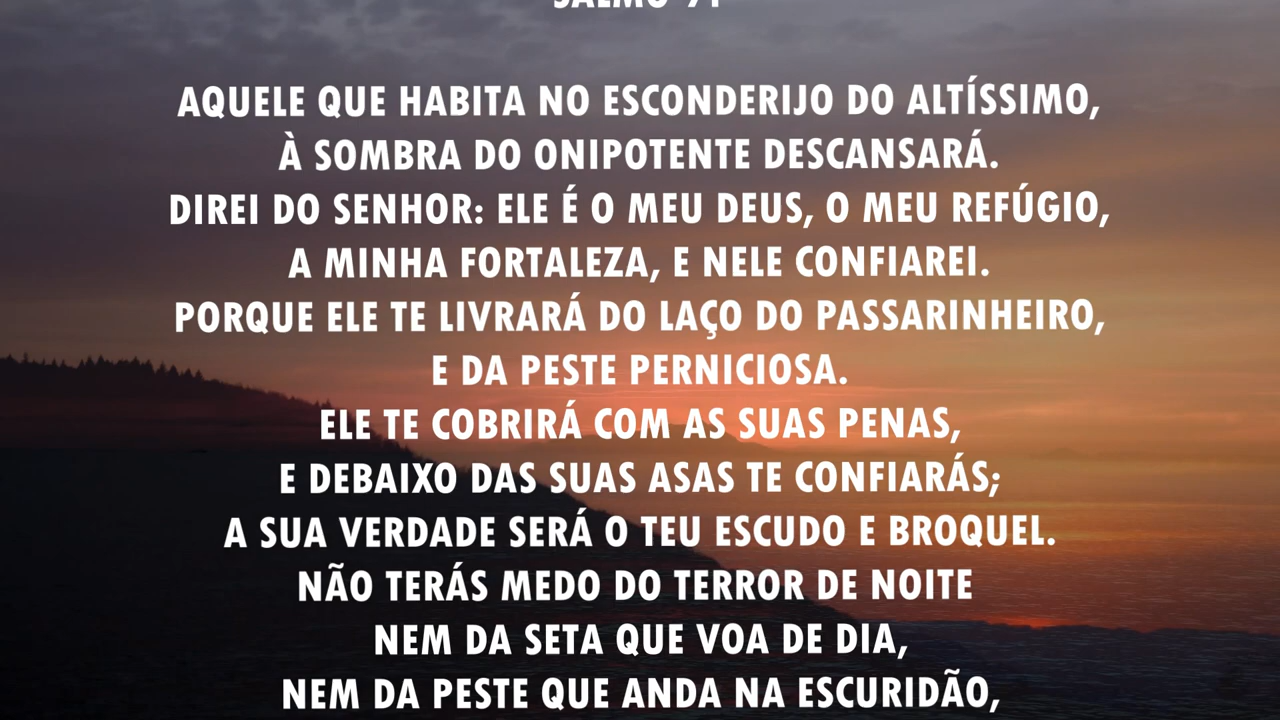 SALMO 91
AQUELE QUE HABITA NO ESCONDERIJO DO ALTÍSSIMO,
À SOMBRA DO ONIPOTENTE DESCANSARÁ.
DIREI DO SENHOR: ELE É O MEU DEUS, O MEU REFÚGIO,
A MINHA FORTALEZA, E NELE CONFIAREI.
PORQUE ELE TE LIVRARÁ DO LAÇO DO PASSARINHEIRO,
E DA PESTE PERNICIOSA.
ELE TE COBRIRÁ COM AS SUAS PENAS,
E DEBAIXO DAS SUAS ASAS TE CONFIARÁS;
A SUA VERDADE SERÁ O TEU ESCUDO E BROQUEL.
NÃO TERÁS MEDO DO TERROR DE NOITE
NEM DA SETA QUE VOA DE DIA,
NEM DA PESTE QUE ANDA NA ESCURIDÃO,